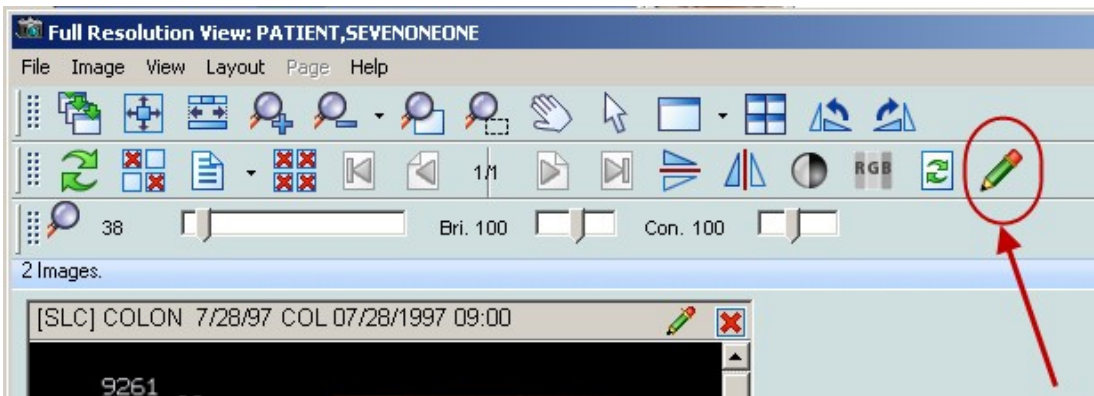 Full Resolution View: PATIENT,SEVENONEONE
File Image View Layout Page Help
1/1
RGB
38 Bri. 100 Con. 100
2 Images.
[SLC] COLON 7/28/97 COL 07/28/1997 09:00
9261